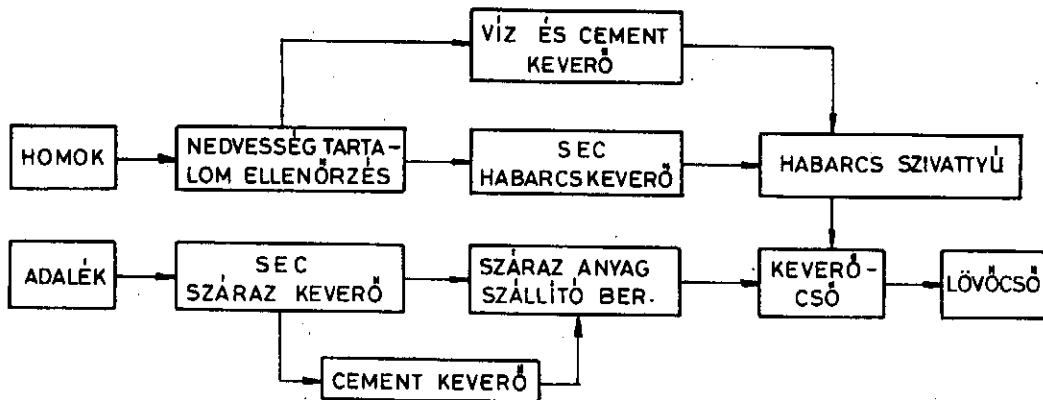 VÍZ ÉS CEMENT
KEVERŐ
HOMOK
NEDVESSÉG TARTA-
LOM ELLENŐRZÉS
SEC
HABARCSKEVERŐ
HABARCS SZIVATTYÚ
ADALÉK
SEC
SZÁRAZ KEVERŐ
SZÁRAZ ANYAG
SZÁLLÍTÓ BER.
KEVERŐ-
CSŐ
LÖVŐCSŐ
CEMENT KEVERŐ